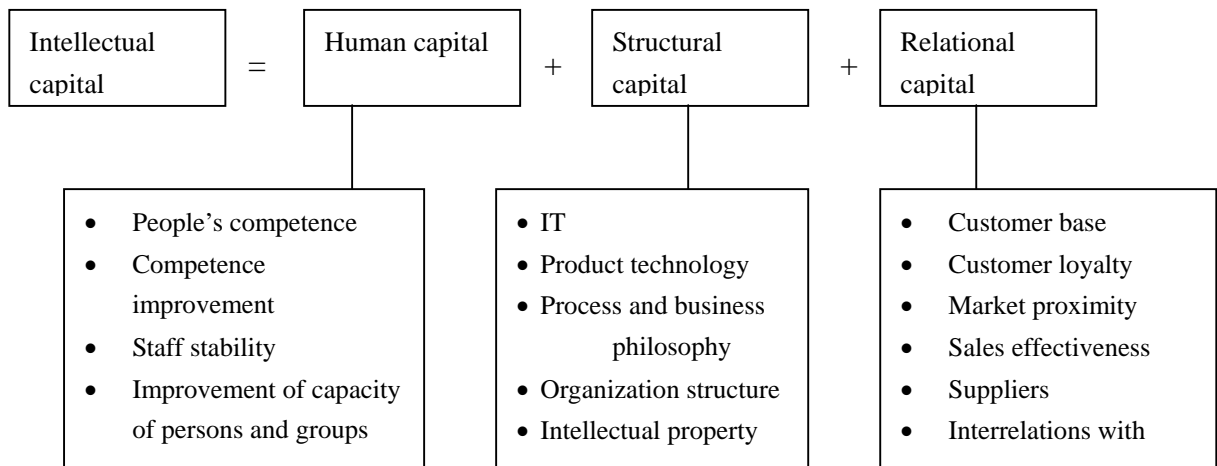 Intellectual
capital
=
Human capital
+
Structural
capital
+
Relational
capital
• People’s competence
• Competence
improvement
• Staff stability
• Improvement of capacity
of persons and groups
• IT
• Product technology
• Process and business
philosophy
• Organization structure
• Intellectual property
• Customer base
• Customer loyalty
• Market proximity
• Sales effectiveness
• Suppliers
• Interrelations with